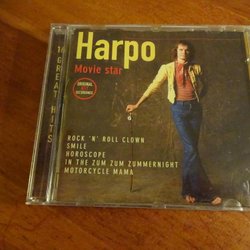 Harpo
Movie star
ORIGINAL
RECORDINGS
16 GREAT HITS
ROCK 'N' ROLL CLOWN
SMILE
HOROSCOPE
IN THE ZUM ZUM ZUMMERNIGHT
MOTORCYCLE MAMA